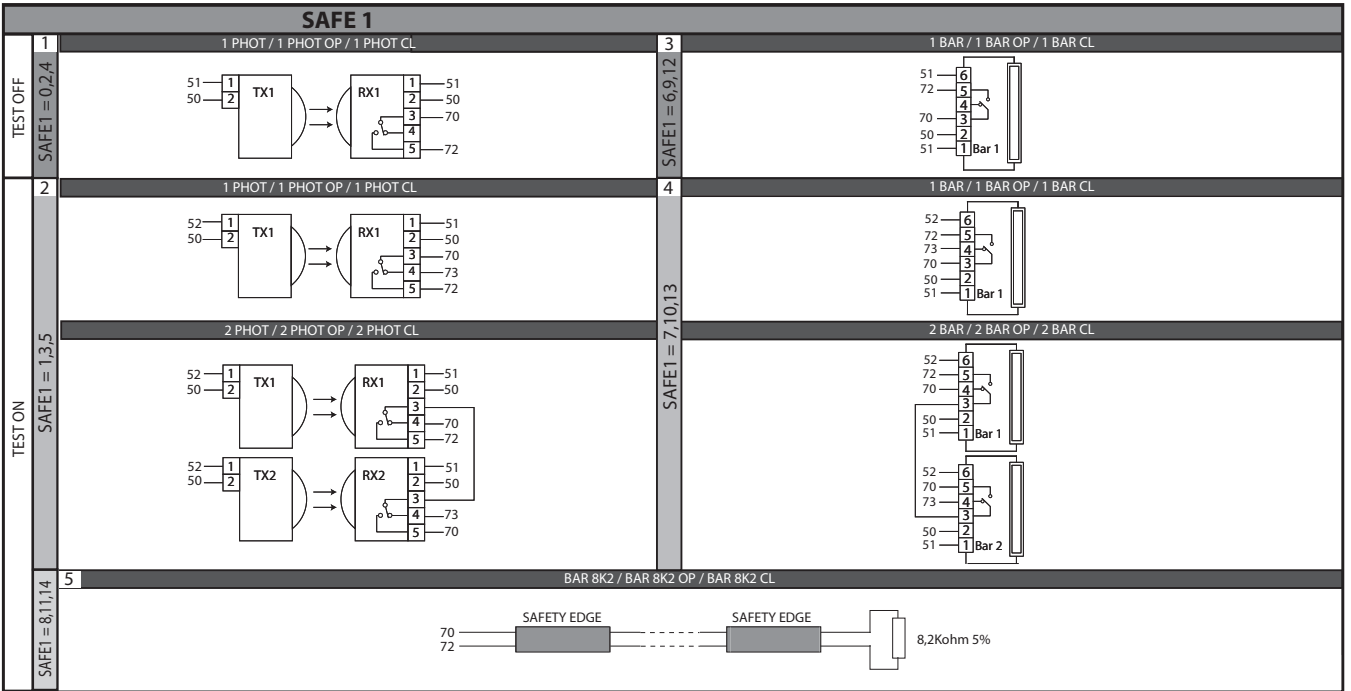 SAFE 1
TEST OFF
SAFE1 = 0,2,4
1
1 PHOT / 1 PHOT OP / 1 PHOT CL
51 1
50 2
TX1
RX1
1 51
2 50
3 70
4
5 72
SAFE1 = 6,9,12
3
1 BAR / 1 BAR OP / 1 BAR CL
51 6
72 5
4
70 3
50 2
51 1 Bar 1
TEST ON
SAFE1 = 1,3,5
2
1 PHOT / 1 PHOT OP / 1 PHOT CL
52 1
50 2
TX1
RX1
1 51
2 50
3 70
4 73
5 72
2 PHOT / 2 PHOT OP / 2 PHOT CL
52 1
50 2
TX1
RX1
1 51
2 50
3
4 70
5 72
52 1
50 2
TX2
RX2
1 51
2 50
3
4 73
5 70
SAFE1 = 7,10,13
4
1 BAR / 1 BAR OP / 1 BAR CL
52 6
72 5
73 4
70 3
50 2
51 1 Bar 1
2 BAR / 2 BAR OP / 2 BAR CL
52 6
72 5
70 4
3
50 2
51 1 Bar 1
52 6
70 5
73 4
3
50 2
51 1 Bar 2
SAFE1 = 8,11,14
5
BAR 8K2 / BAR 8K2 OP / BAR 8K2 CL
70
72
SAFETY EDGE
SAFETY EDGE
8,2Kohm 5%